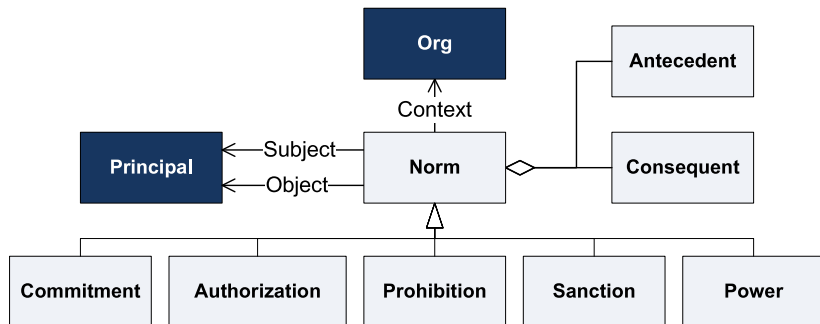 Org
Antecedent
Context
Subject
Principal
Norm
Consequent
Object
Commitment
Authorization
Prohibition
Sanction
Power